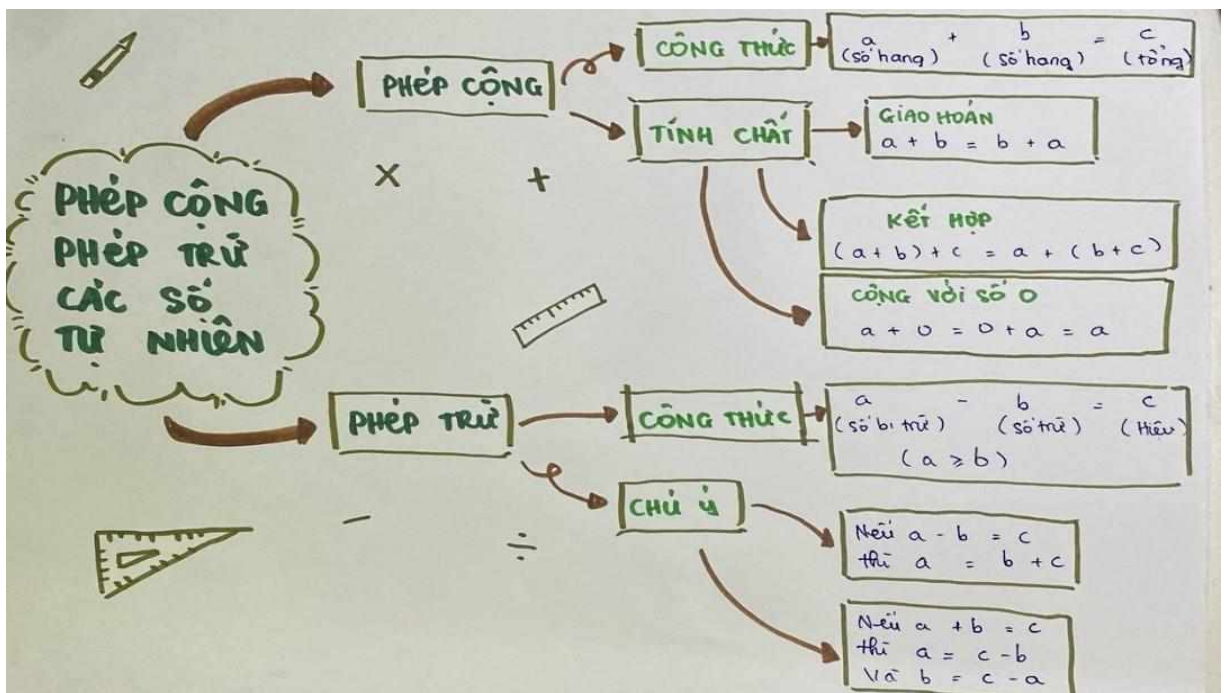 PHÉP CỘNG
PHÉP TRỪ
CÁC SỐ
TỰ NHIÊN
PHÉP CỘNG
CÔNG THỨC
a + b = c
(số hạng) (số hạng) (tổng)
TÍNH CHẤT
GIAO HOÁN
a + b = b + a
KẾT HỢP
(a + b) + c = a + (b + c)
CỘNG VỚI SỐ 0
a + 0 = 0 + a = a
× +
PHÉP TRỪ
CÔNG THỨC
a - b = c
(số bị trừ) (số trừ) (Hiệu)
(a ≥ b)
CHÚ Ý
Nếu a - b = c
thì a = b + c
Nếu a + b = c
thì a = c - b
Và b = c - a
− ÷